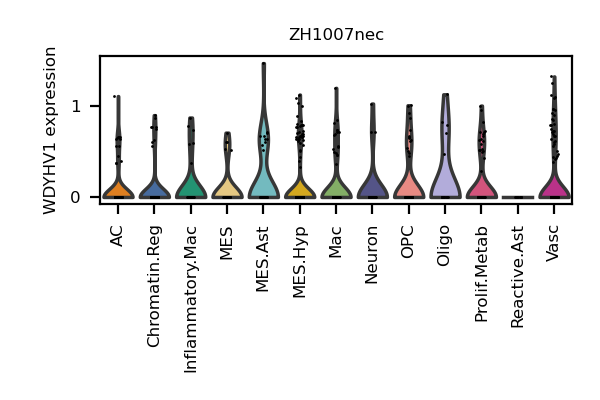 ZH1007nec
WDYHV1 expression
1
0
AC
Chromatin.Reg
Inflammatory.Mac
MES
MES.Ast
MES.Hyp
Mac
Neuron
OPC
Oligo
Prolif.Metab
Reactive.Ast
Vasc